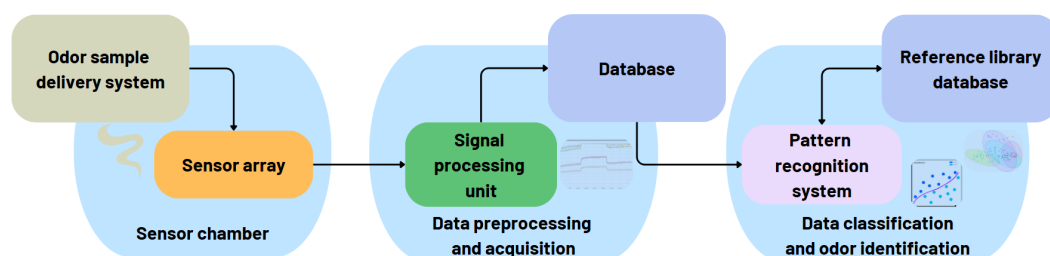 Odor sample
delivery system
Sensor array
Sensor chamber
Signal
processing
unit
Database
Data preprocessing
and acquisition
Reference library
database
Pattern
recognition
system
Data classification
and odor identification